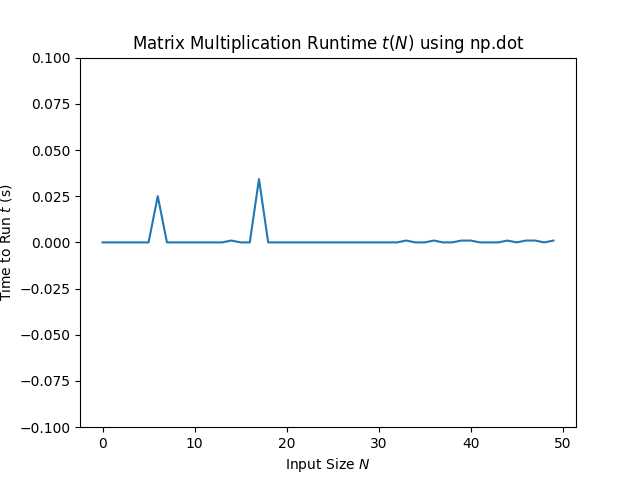 Matrix Multiplication Runtime t(N) using np.dot
0.100
0.075
0.050
0.025
0.000
−0.025
−0.050
−0.075
−0.100
Time to Run t (s)
0 10 20 30 40 50
Input Size N